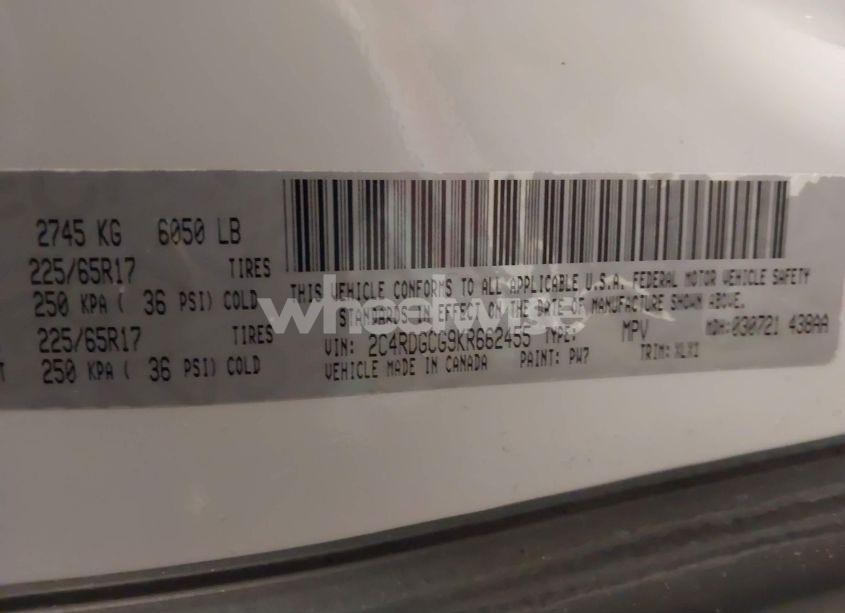 2745 KG 6050 LB
225/65R17 TIRES
250 KPA ( 36 PSI) COLD
225/65R17 TIRES
250 KPA ( 36 PSI) COLD
THIS VEHICLE CONFORMS TO ALL APPLICABLE U.S.A. FEDERAL MOTOR VEHICLE SAFETY
STANDARDS IN EFFECT ON THE DATE OF MANUFACTURE SHOWN ABOVE.
VIN: 2C4RDGCG9KR662455 TYPE: MPV MDH: 030721 438AA
VEHICLE MADE IN CANADA PAINT: PW7 TRIM: XLX1
wheelwise